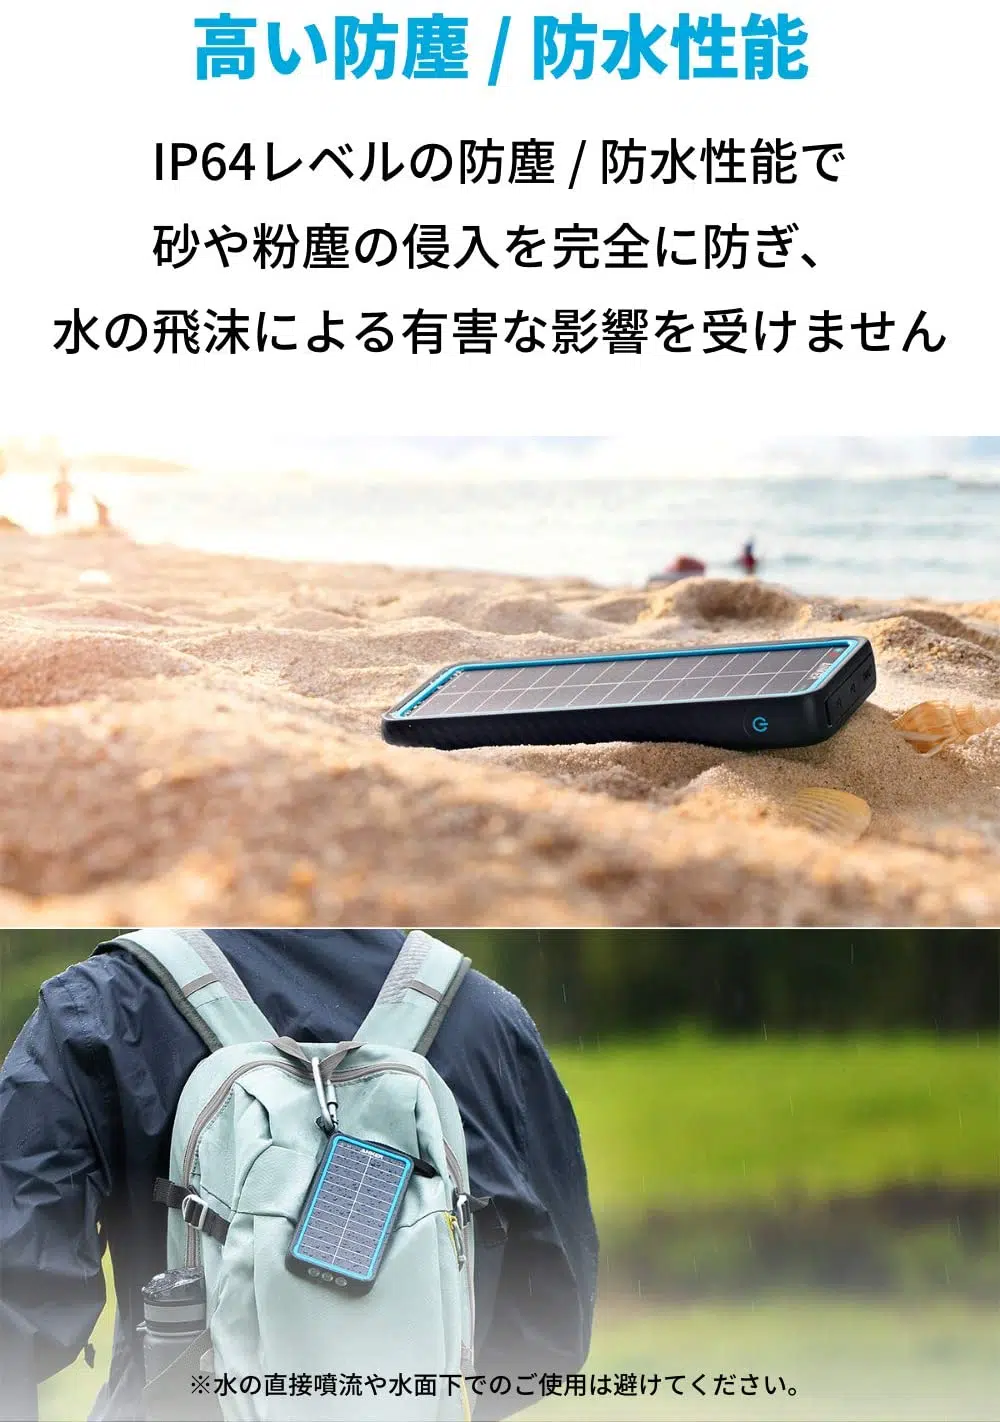 高い防塵 / 防水性能
IP64レベルの防塵 / 防水性能で
砂や粉塵の侵入を完全に防ぎ、
水の飛沫による有害な影響を受けません
ANKER
※水の直接噴流や水面下でのご使用は避けてください。